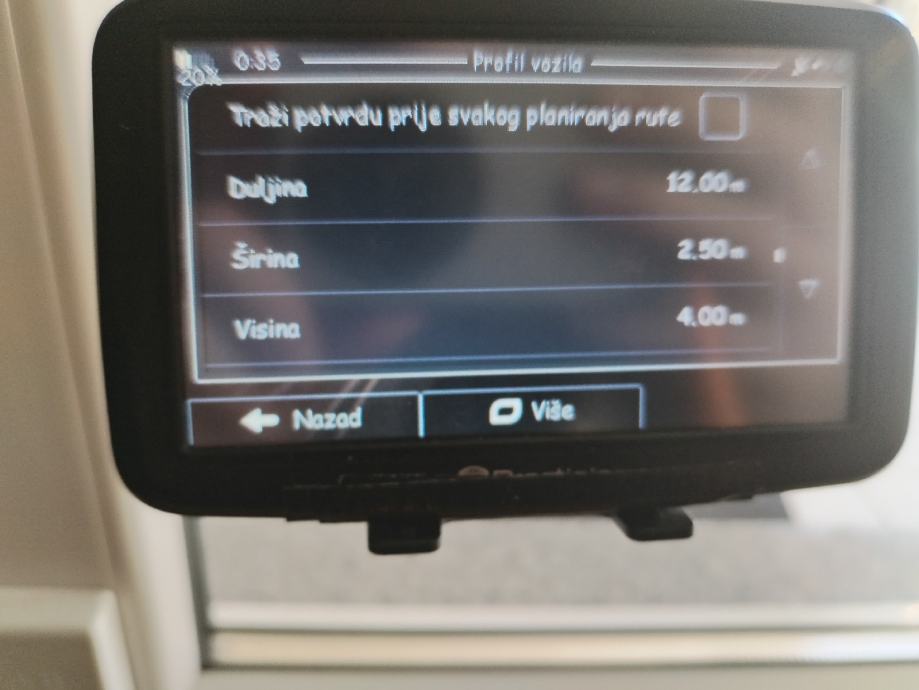 20% 0:35 Profil vozila
Traži potvrdu prije svakog planiranja rute
Duljina 12.00 m
Širina 2.50 m
Visina 4.00 m
Nazad Više